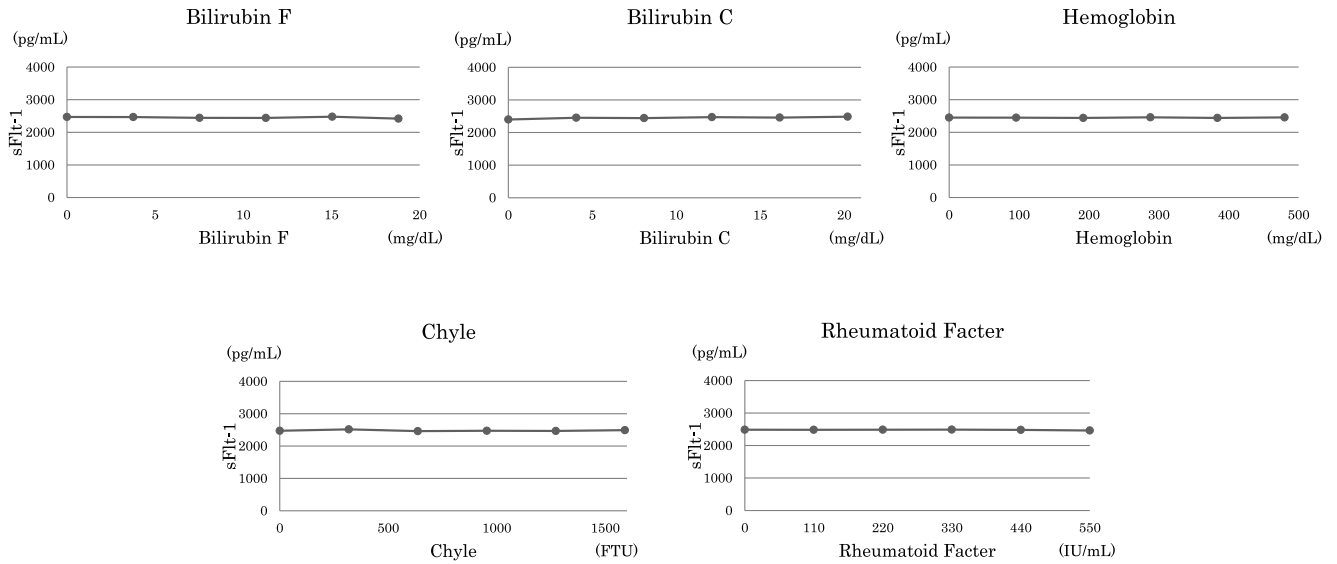 Bilirubin F
(pg/mL)
4000
3000
2000
1000
0
sFlt-1
0 5 10 15 20
Bilirubin F (mg/dL)
Bilirubin C
(pg/mL)
4000
3000
2000
1000
0
sFlt-1
0 5 10 15 20
Bilirubin C (mg/dL)
Hemoglobin
(pg/mL)
4000
3000
2000
1000
0
sFlt-1
0 100 200 300 400 500
Hemoglobin (mg/dL)
Chyle
(pg/mL)
4000
3000
2000
1000
0
sFlt-1
0 500 1000 1500
Chyle (FTU)
Rheumatoid Facter
(pg/mL)
4000
3000
2000
1000
0
sFlt-1
0 110 220 330 440 550
Rheumatoid Facter (IU/mL)